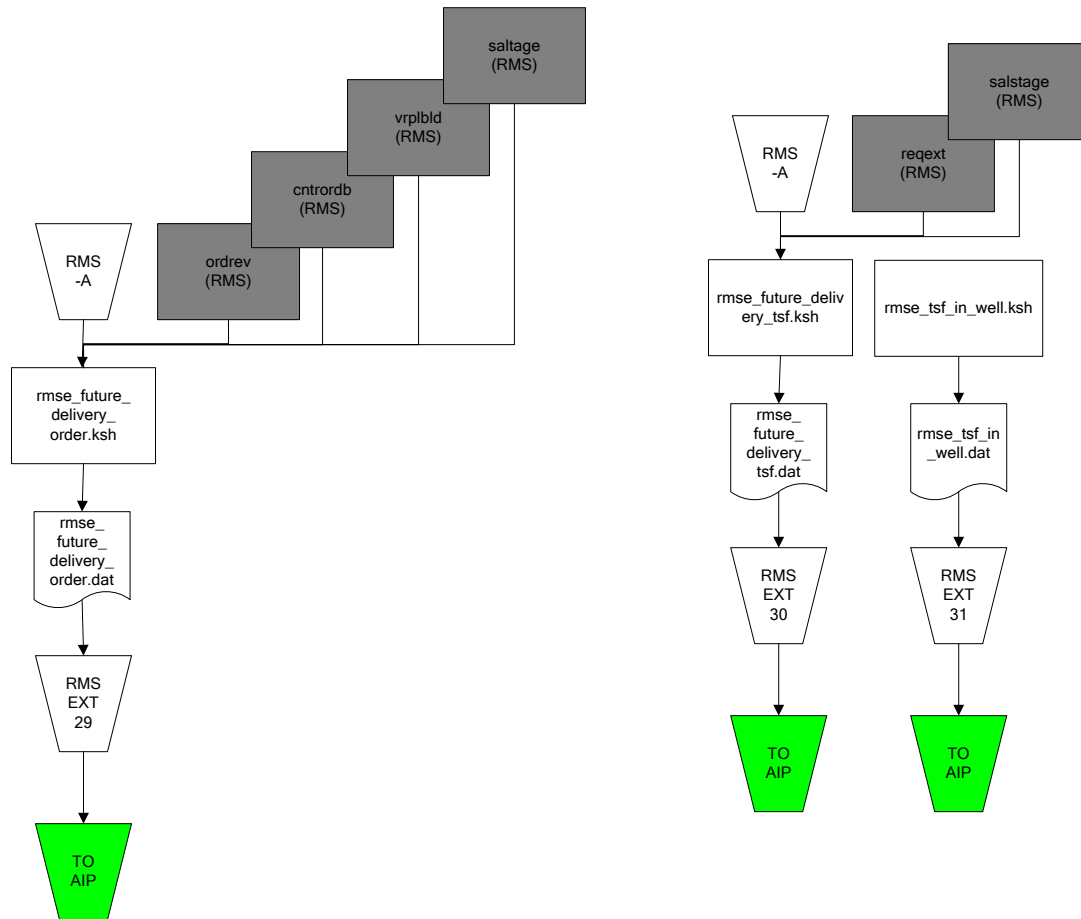 saltage
(RMS)
vrplbld
(RMS)
cntrordb
(RMS)
ordrev
(RMS)
RMS
-A
rmse_future_
delivery_
order.ksh
rmse_
future_
delivery_
order.dat
RMS
EXT
29
TO
AIP
salstage
(RMS)
reqext
(RMS)
RMS
-A
rmse_future_deliv
ery_tsf.ksh
rmse_
future_
delivery_
tsf.dat
RMS
EXT
30
TO
AIP
rmse_tsf_in_well.ksh
rmse_tsf_in
_well.dat
RMS
EXT
31
TO
AIP